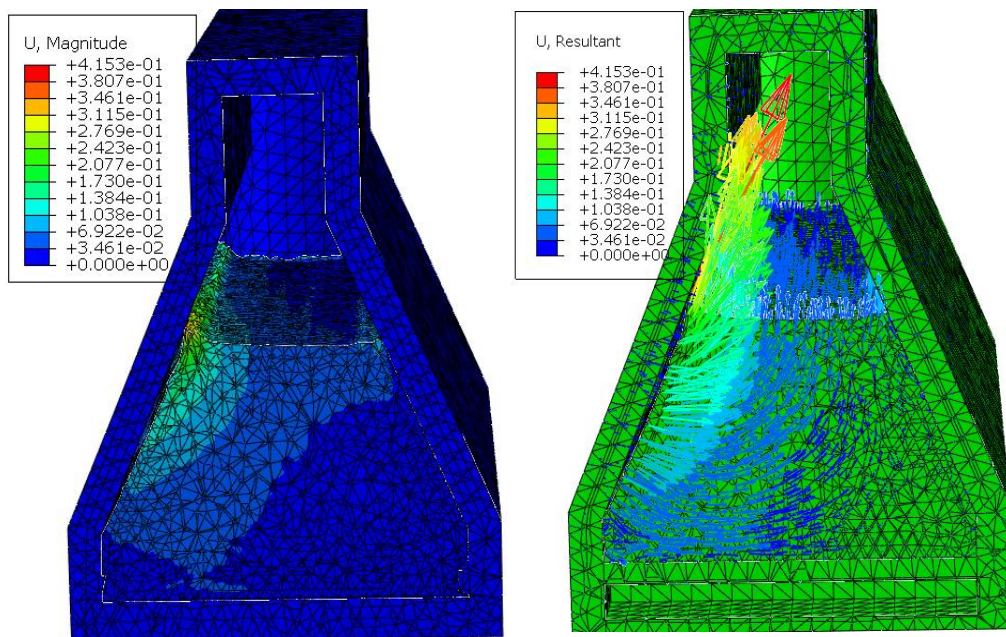 U, Magnitude
+4.153e-01
+3.807e-01
+3.461e-01
+3.115e-01
+2.769e-01
+2.423e-01
+2.077e-01
+1.730e-01
+1.384e-01
+1.038e-01
+6.922e-02
+3.461e-02
+0.000e+00
U, Resultant
+4.153e-01
+3.807e-01
+3.461e-01
+3.115e-01
+2.769e-01
+2.423e-01
+2.077e-01
+1.730e-01
+1.384e-01
+1.038e-01
+6.922e-02
+3.461e-02
+0.000e+00